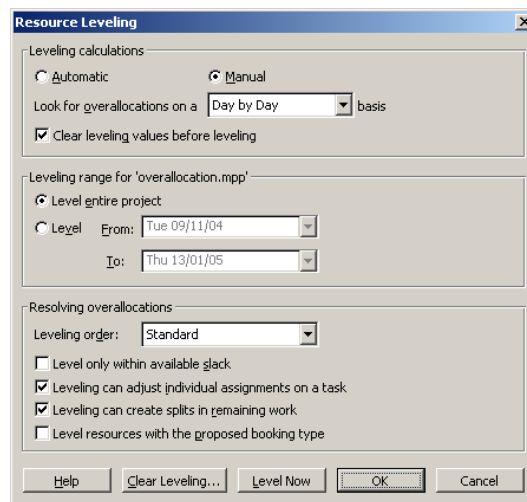 Resource Leveling
Leveling calculations
Automatic Manual
Look for overallocations on a Day by Day basis
Clear leveling values before leveling
Leveling range for 'overallocation.mpp'
Level entire project
Level From: Tue 09/11/04
To: Thu 13/01/05
Resolving overallocations
Leveling order: Standard
Level only within available slack
Leveling can adjust individual assignments on a task
Leveling can create splits in remaining work
Level resources with the proposed booking type
Help Clear Leveling... Level Now OK Cancel